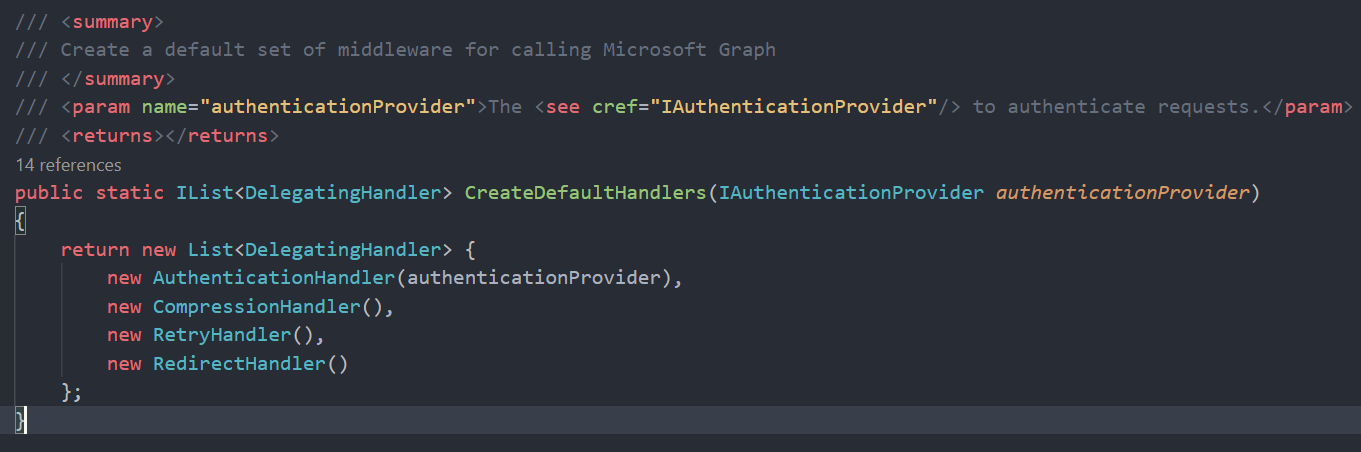 /// <summary>
/// Create a default set of middleware for calling Microsoft Graph
/// </summary>
/// <param name="authenticationProvider">The <see cref="IAuthenticationProvider"/> to authenticate requests.</param>
/// <returns></returns>
14 references
public static IList<DelegatingHandler> CreateDefaultHandlers(IAuthenticationProvider authenticationProvider)
{
    return new List<DelegatingHandler> {
        new AuthenticationHandler(authenticationProvider),
        new CompressionHandler(),
        new RetryHandler(),
        new RedirectHandler()
    };
}